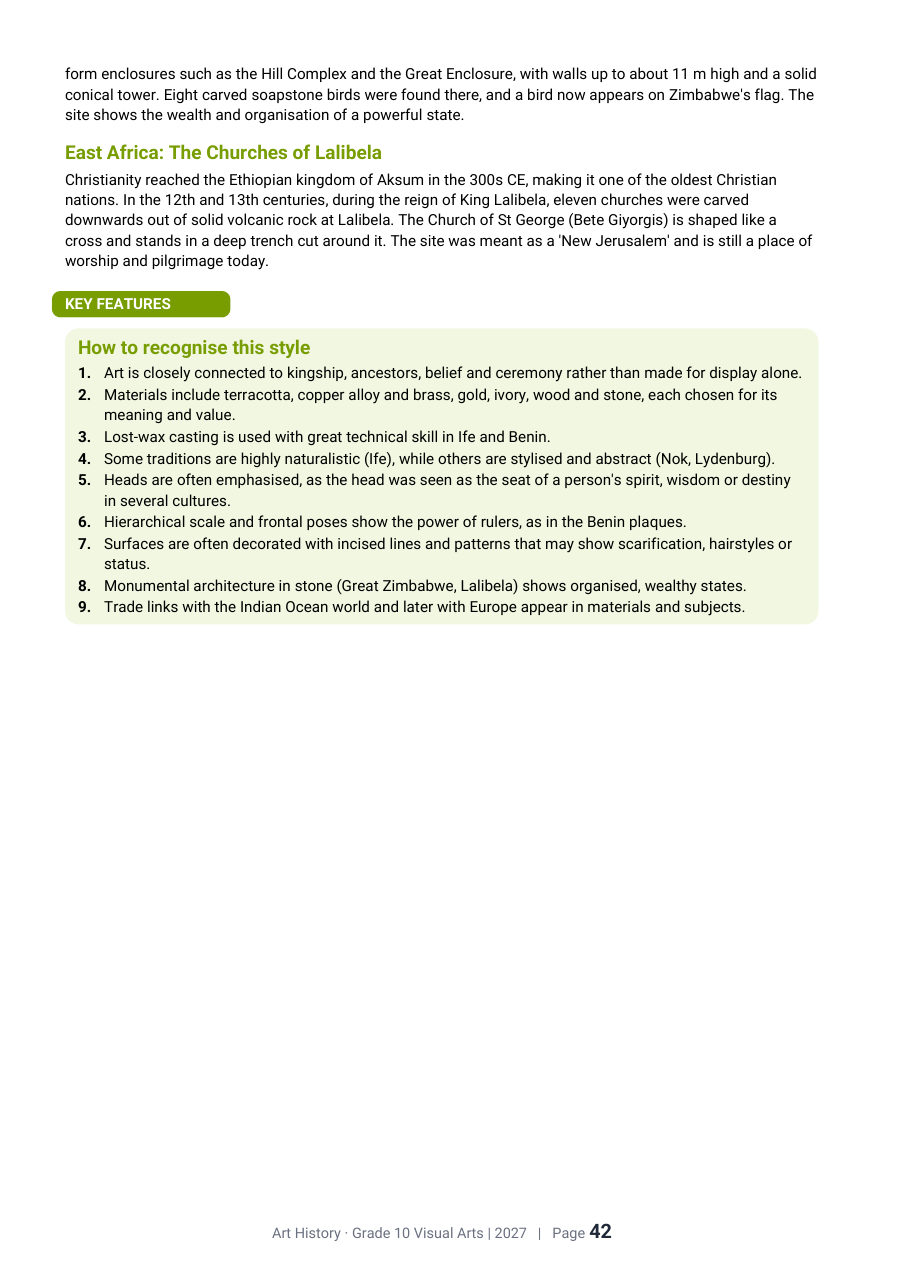 form enclosures such as the Hill Complex and the Great Enclosure, with walls up to about 11 m high and a solid
conical tower. Eight carved soapstone birds were found there, and a bird now appears on Zimbabwe's flag. The
site shows the wealth and organisation of a powerful state.
East Africa: The Churches of Lalibela
Christianity reached the Ethiopian kingdom of Aksum in the 300s CE, making it one of the oldest Christian
nations. In the 12th and 13th centuries, during the reign of King Lalibela, eleven churches were carved
downwards out of solid volcanic rock at Lalibela. The Church of St George (Bete Giyorgis) is shaped like a
cross and stands in a deep trench cut around it. The site was meant as a 'New Jerusalem' and is still a place of
worship and pilgrimage today.
KEY FEATURES
How to recognise this style
1. Art is closely connected to kingship, ancestors, belief and ceremony rather than made for display alone.
2. Materials include terracotta, copper alloy and brass, gold, ivory, wood and stone, each chosen for its
meaning and value.
3. Lost-wax casting is used with great technical skill in Ife and Benin.
4. Some traditions are highly naturalistic (Ife), while others are stylised and abstract (Nok, Lydenburg).
5. Heads are often emphasised, as the head was seen as the seat of a person's spirit, wisdom or destiny
in several cultures.
6. Hierarchical scale and frontal poses show the power of rulers, as in the Benin plaques.
7. Surfaces are often decorated with incised lines and patterns that may show scarification, hairstyles or
status.
8. Monumental architecture in stone (Great Zimbabwe, Lalibela) shows organised, wealthy states.
9. Trade links with the Indian Ocean world and later with Europe appear in materials and subjects.
Art History · Grade 10 Visual Arts | 2027 | Page 42